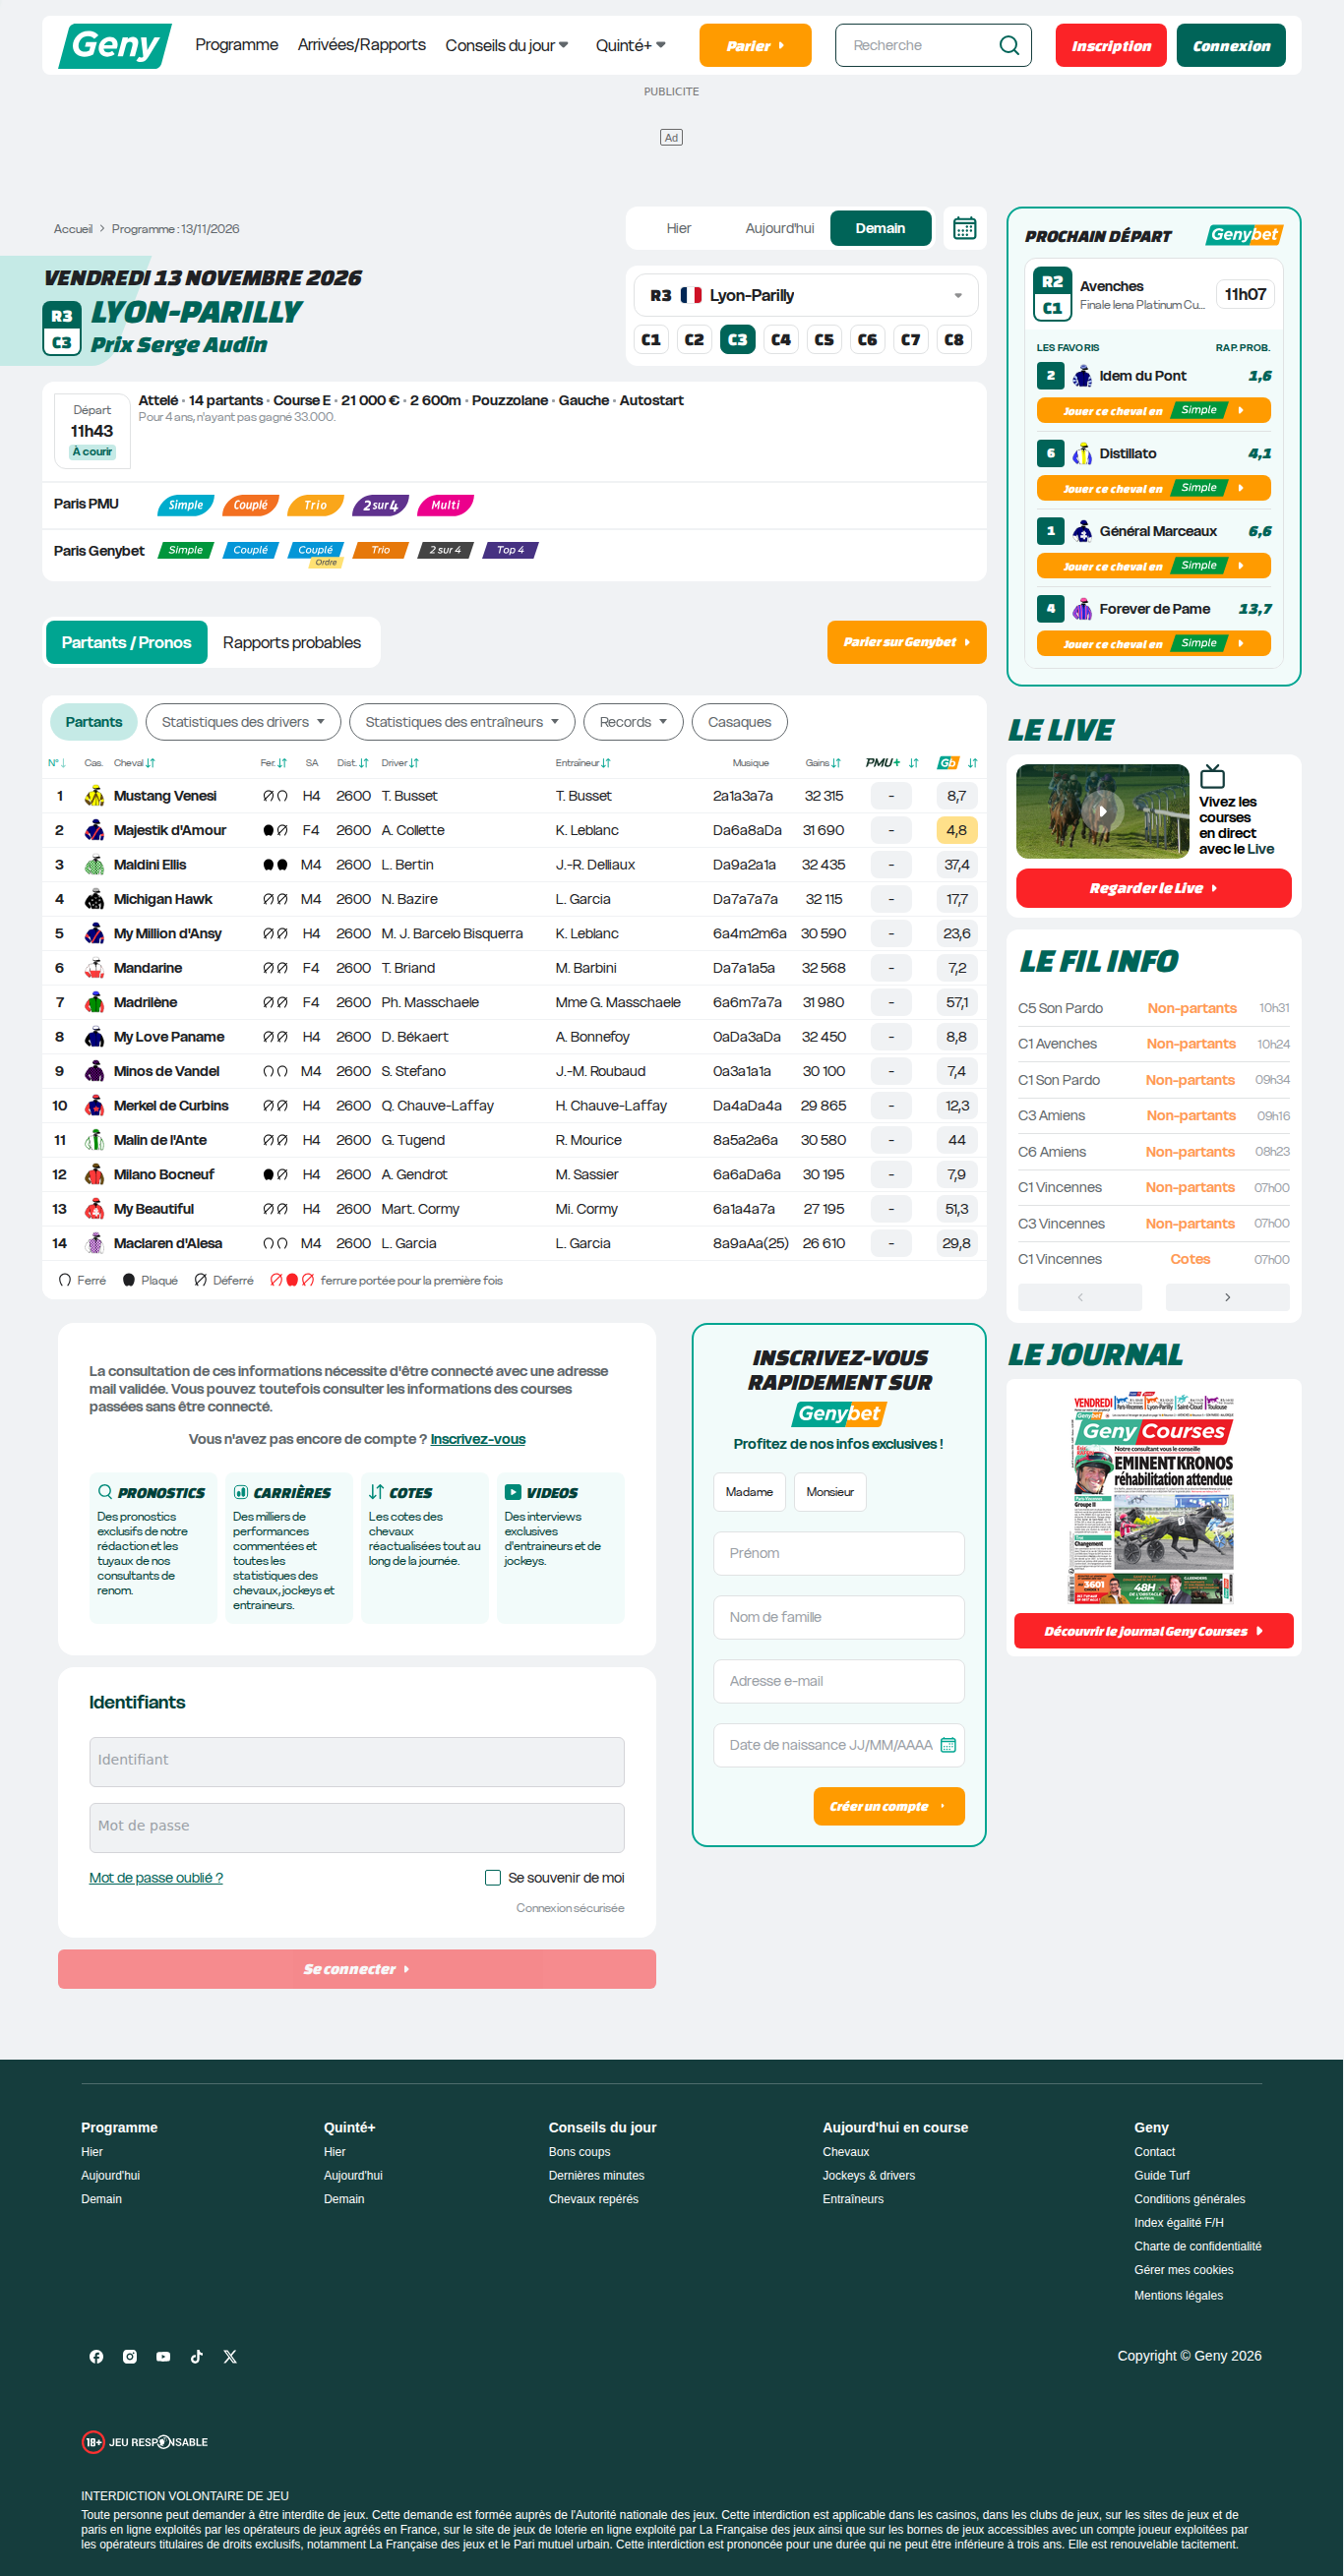 Geny
Programme
Arrivées/Rapports
Conseils du jour
Quinté+
Parier
Recherche
Inscription
Connexion
PUBLICITE
Ad
Accueil > Programme : 13/11/2026
Hier
Aujourd'hui
Demain
VENDREDI 13 NOVEMBRE 2026
R3
C3
LYON-PARILLY
Prix Serge Audin
R3 Lyon-Parilly
C1 C2 C3 C4 C5 C6 C7 C8
Départ
11h43
À courir
Attelé • 14 partants • Course E • 21 000 € • 2 600m • Pouzzolane • Gauche • Autostart
Pour 4 ans, n'ayant pas gagné 33.000.
Paris PMU Simple Couplé Trio 2sur4 Multi
Paris Genybet Simple Couplé Couplé Trio 2 sur 4 Top 4
Ordre
Partants / Pronos
Rapports probables
Parier sur Genybet
Partants
Statistiques des drivers
Statistiques des entraîneurs
Records
Casaques
N° Cas. Cheval Fer. SA Dist. Driver Entraîneur Musique Gains PMU+ Gb
1 Mustang Venesi H4 2600 T. Busset T. Busset 2a1a3a7a 32 315 - 8,7
2 Majestik d'Amour F4 2600 A. Collette K. Leblanc Da6a8aDa 31 690 - 4,8
3 Maldini Ellis M4 2600 L. Bertin J.-R. Delliaux Da9a2a1a 32 435 - 37,4
4 Michigan Hawk M4 2600 N. Bazire L. Garcia Da7a7a7a 32 115 - 17,7
5 My Million d'Ansy H4 2600 M. J. Barcelo Bisquerra K. Leblanc 6a4m2m6a 30 590 - 23,6
6 Mandarine F4 2600 T. Briand M. Barbini Da7a1a5a 32 568 - 7,2
7 Madrilène F4 2600 Ph. Masschaele Mme G. Masschaele 6a6m7a7a 31 980 - 57,1
8 My Love Paname H4 2600 D. Békaert A. Bonnefoy 0aDa3aDa 32 450 - 8,8
9 Minos de Vandel M4 2600 S. Stefano J.-M. Roubaud 0a3a1a1a 30 100 - 7,4
10 Merkel de Curbins H4 2600 Q. Chauve-Laffay H. Chauve-Laffay Da4aDa4a 29 865 - 12,3
11 Malin de l'Ante H4 2600 G. Tugend R. Mourice 8a5a2a6a 30 580 - 44
12 Milano Bocneuf H4 2600 A. Gendrot M. Sassier 6a6aDa6a 30 195 - 7,9
13 My Beautiful H4 2600 Mart. Cormy Mi. Cormy 6a1a4a7a 27 195 - 51,3
14 Maclaren d'Alesa M4 2600 L. Garcia L. Garcia 8a9aAa(25) 26 610 - 29,8
Ferré Plaqué Déferré ferrure portée pour la première fois
La consultation de ces informations nécessite d'être connecté avec une adresse
mail validée. Vous pouvez toutefois consulter les informations des courses
passées sans être connecté.
Vous n'avez pas encore de compte ? Inscrivez-vous
PRONOSTICS
Des pronostics
exclusifs de notre
rédaction et les
tuyaux de nos
consultants de
renom.
CARRIÈRES
Des milliers de
performances
commentées et
toutes les
statistiques des
chevaux, jockeys et
entraineurs.
COTES
Les cotes des
chevaux
réactualisées tout au
long de la journée.
VIDEOS
Des interviews
exclusives
d'entraineurs et de
jockeys.
Identifiants
Identifiant
Mot de passe
Mot de passe oublié ?
Se souvenir de moi
Connexion sécurisée
Se connecter
INSCRIVEZ-VOUS
RAPIDEMENT SUR
Genybet
Profitez de nos infos exclusives !
Madame
Monsieur
Prénom
Nom de famille
Adresse e-mail
Date de naissance JJ/MM/AAAA
Créer un compte
PROCHAIN DÉPART
Genybet
R2
C1
Avenches
Finale Iena Platinum Cu...
11h07
LES FAVORIS RAP. PROB.
2 Idem du Pont 1,6
Jouer ce cheval en Simple
6 Distillato 4,1
Jouer ce cheval en Simple
1 Général Marceaux 6,6
Jouer ce cheval en Simple
4 Forever de Pame 13,7
Jouer ce cheval en Simple
LE LIVE
Vivez les
courses
en direct
avec le Live
Regarder le Live
LE FIL INFO
C5 Son Pardo Non-partants 10h31
C1 Avenches Non-partants 10h24
C1 Son Pardo Non-partants 09h34
C3 Amiens Non-partants 09h16
C6 Amiens Non-partants 08h23
C1 Vincennes Non-partants 07h00
C3 Vincennes Non-partants 07h00
C1 Vincennes Cotes 07h00
LE JOURNAL
VENDREDI
Paris-Vincennes Lyon-Parilly Saint-Cloud Toulouse
Genybet
Geny Courses
Notre consultant vous le conseille
EMINENT KRONOS
réhabilitation attendue
Groupe II
Changement
3601
48H
Découvrir le journal Geny Courses
Programme
Hier
Aujourd'hui
Demain
Quinté+
Hier
Aujourd'hui
Demain
Conseils du jour
Bons coups
Dernières minutes
Chevaux repérés
Aujourd'hui en course
Chevaux
Jockeys & drivers
Entraîneurs
Geny
Contact
Guide Turf
Conditions générales
Index égalité F/H
Charte de confidentialité
Gérer mes cookies
Mentions légales
Copyright © Geny 2026
18+ JEU RESPONSABLE
INTERDICTION VOLONTAIRE DE JEU
Toute personne peut demander à être interdite de jeux. Cette demande est formée auprès de l'Autorité nationale des jeux. Cette interdiction est applicable dans les casinos, dans les clubs de jeux, sur les sites de jeux et de
paris en ligne exploités par les opérateurs de jeux agréés en France, sur le site de jeux de loterie en ligne exploité par La Française des jeux ainsi que sur les bornes de jeux accessibles avec un compte joueur exploitées par
les opérateurs titulaires de droits exclusifs, notamment La Française des jeux et le Pari mutuel urbain. Cette interdiction est prononcée pour une durée qui ne peut être inférieure à trois ans. Elle est renouvelable tacitement.